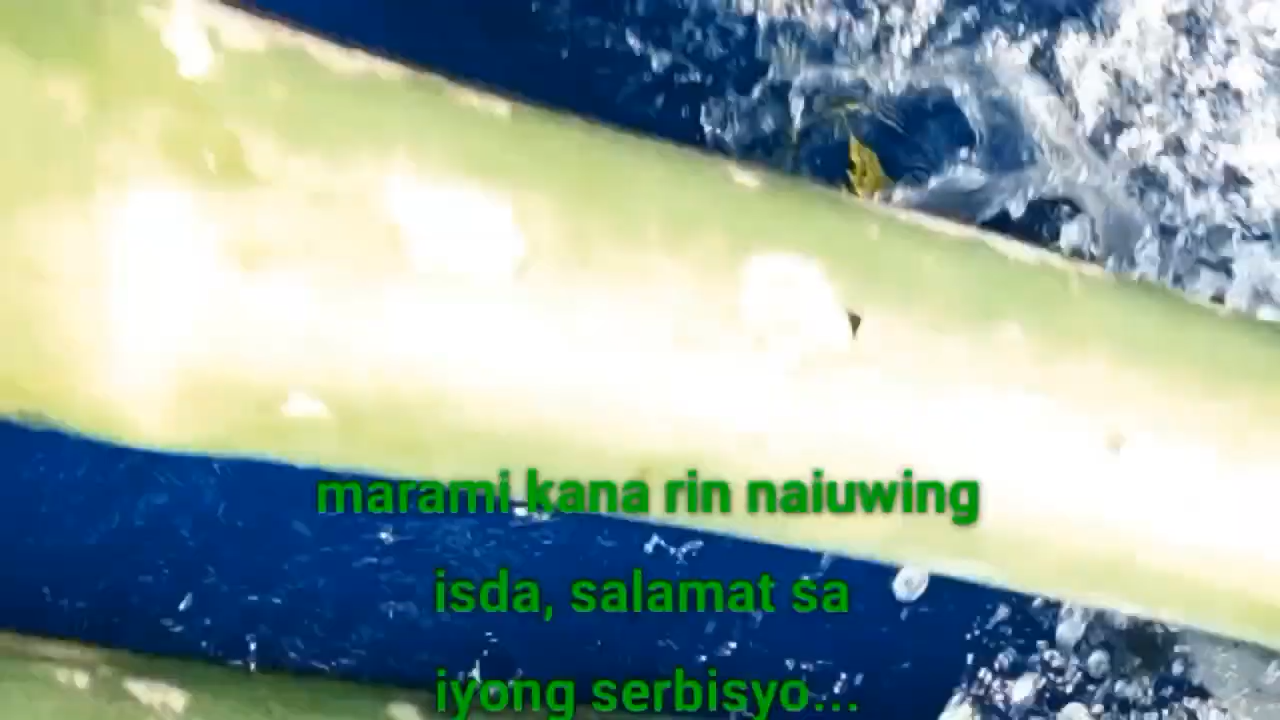 marami kana rin naiuwing
isda, salamat sa
iyong serbisyo...